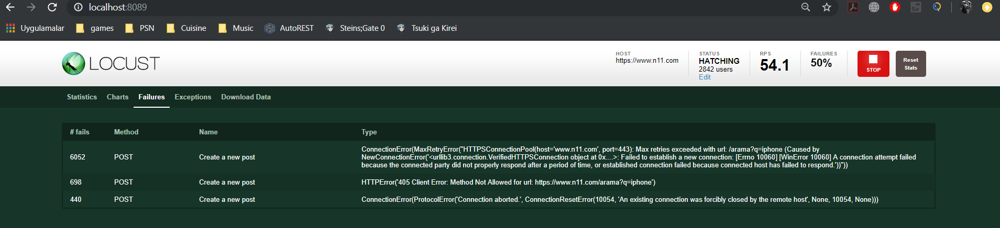 localhost:8089
Uygulamalar games PSN Cuisine Music AutoREST Steins;Gate 0 Tsuki ga Kirei
LOCUST
HOST
https://www.n11.com
STATUS
HATCHING
2842 users
Edit
RPS
54.1
FAILURES
50%
STOP
Reset
Stats
Statistics Charts Failures Exceptions Download Data
# fails Method Name Type
6052 POST Create a new post
ConnectionError(MaxRetryError("HTTPSConnectionPool(host='www.n11.com', port=443): Max retries exceeded with url: /arama?q=iphone (Caused by
NewConnectionError('<urllib3.connection.VerifiedHTTPSConnection object at 0x....>: Failed to establish a new connection: [Errno 10060] [WinError 10060] A connection attempt failed
because the connected party did not properly respond after a period of time, or established connection failed because connected host has failed to respond.'))"))
698 POST Create a new post HTTPError('405 Client Error: Method Not Allowed for url: https://www.n11.com/arama?q=iphone')
440 POST Create a new post ConnectionError(ProtocolError('Connection aborted.', ConnectionResetError(10054, 'An existing connection was forcibly closed by the remote host', None, 10054, None)))